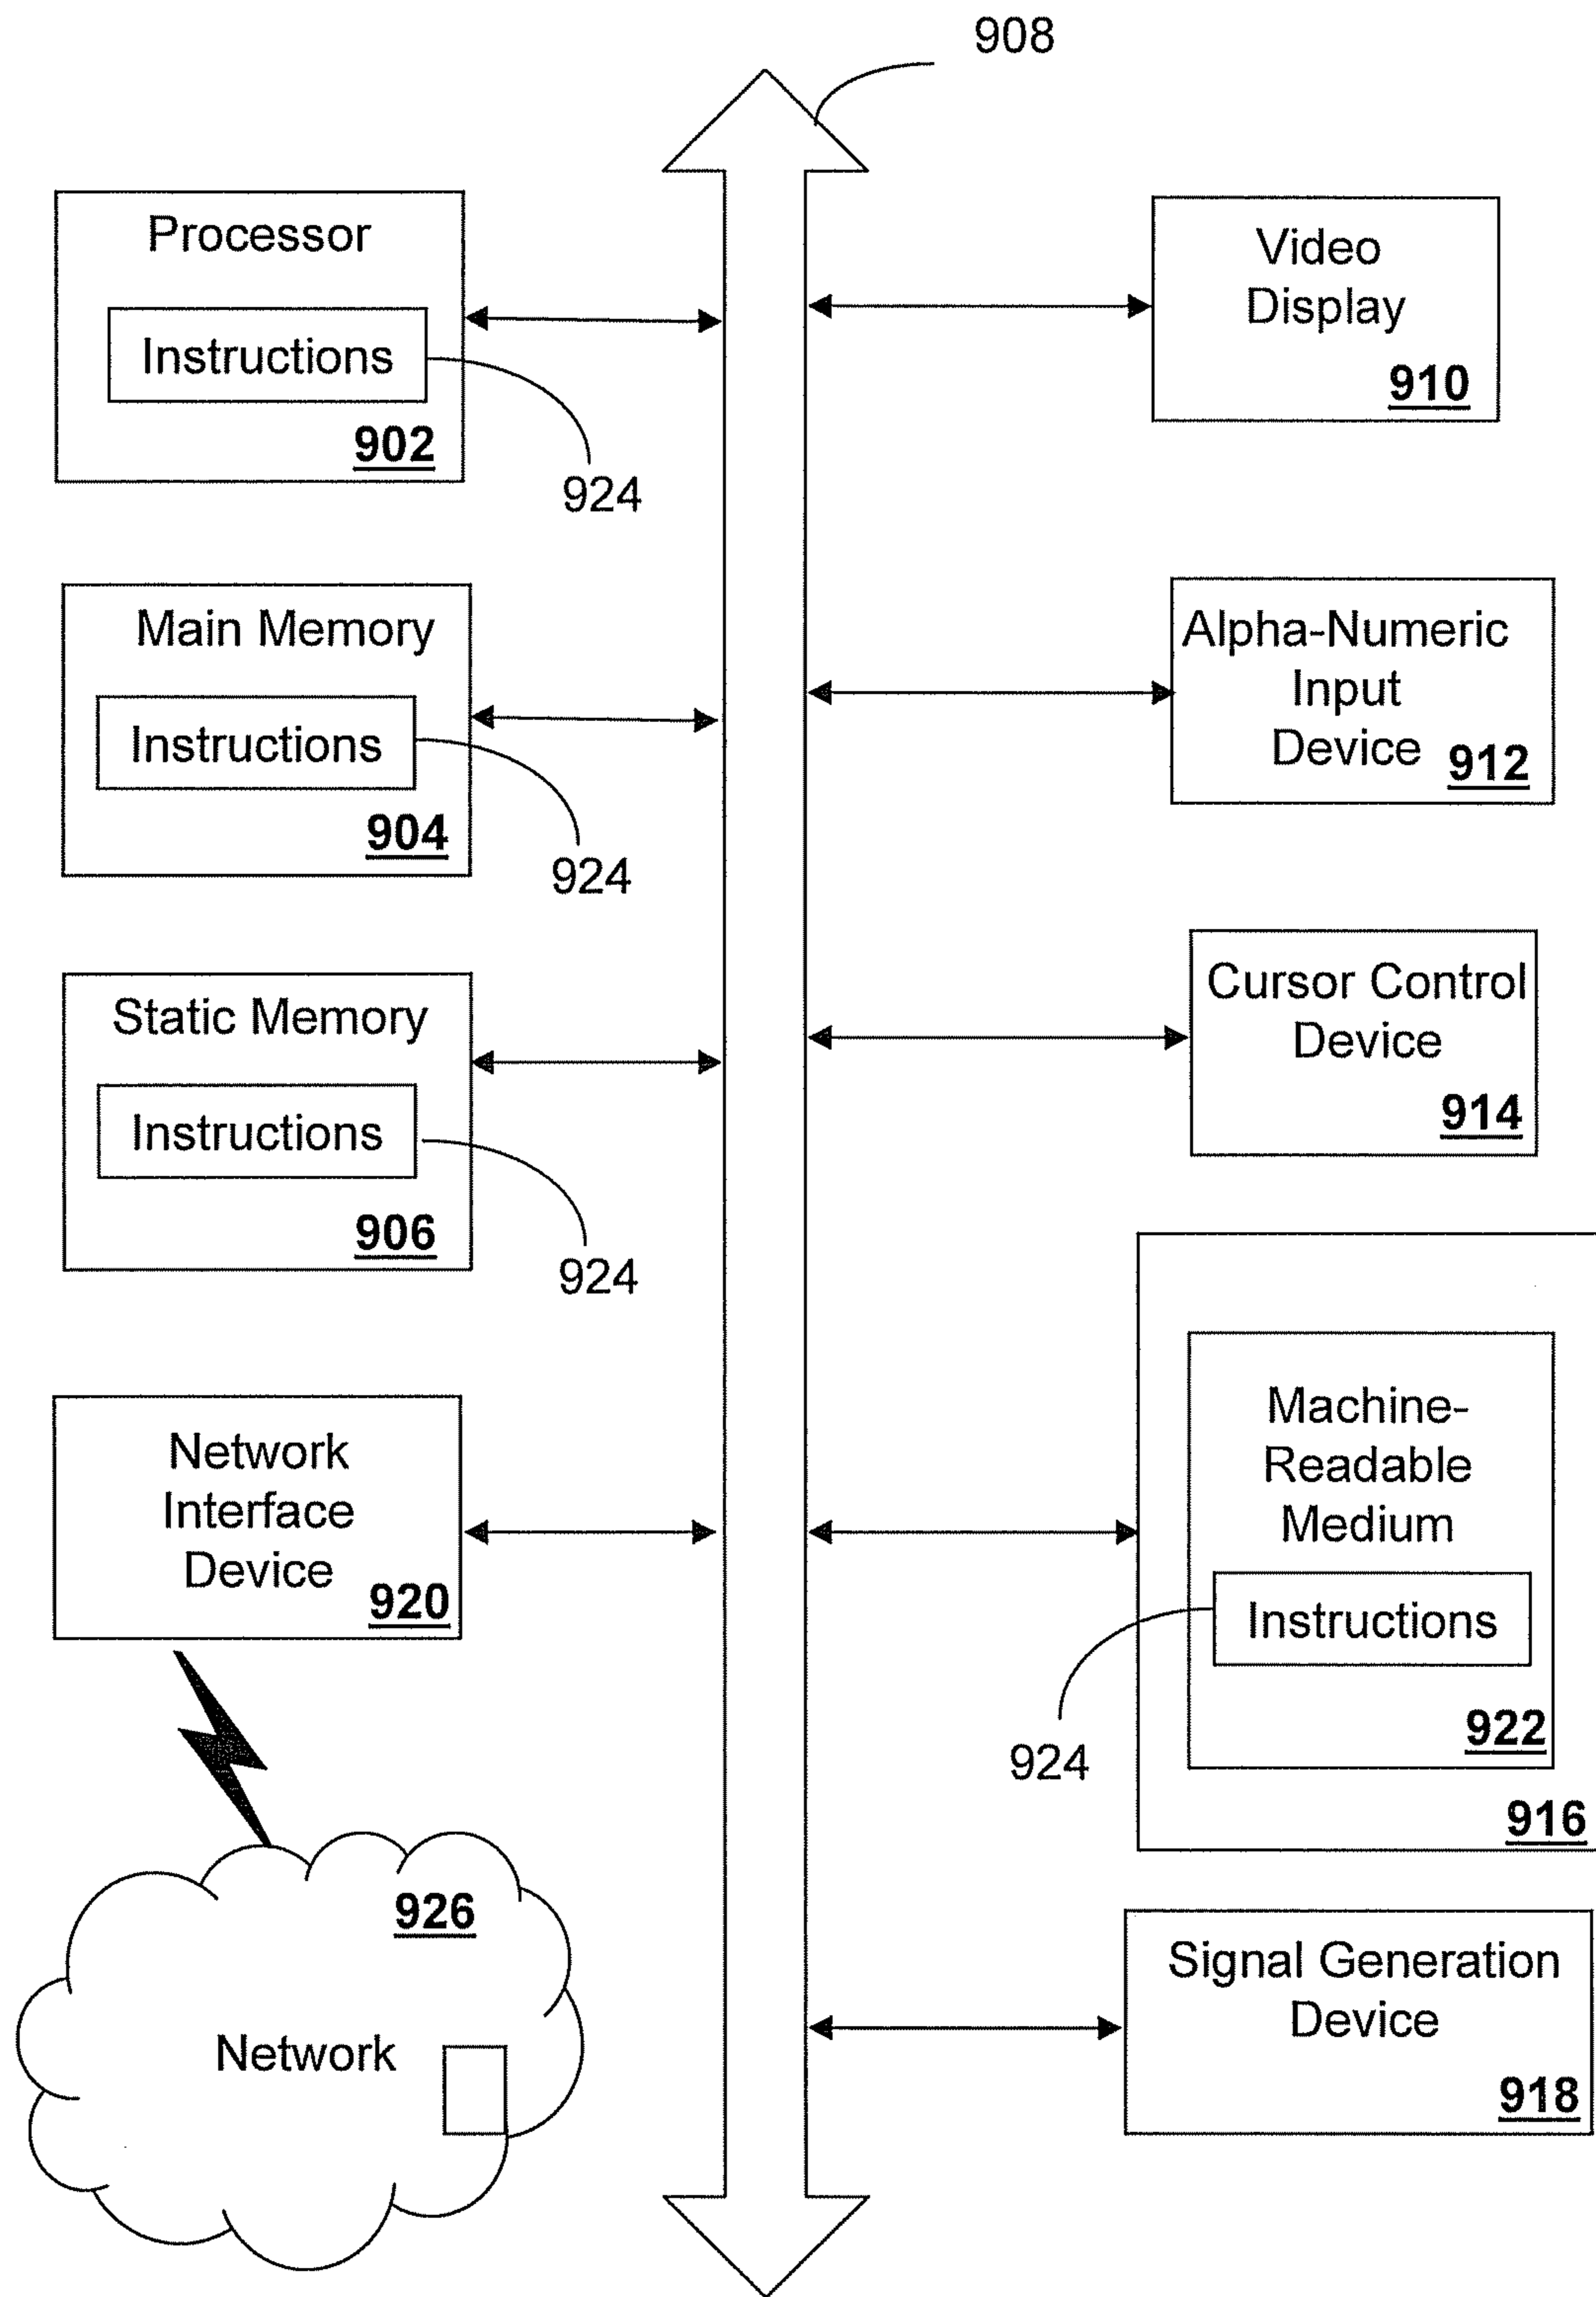 908
Processor
Instructions
902
924
Main Memory
Instructions
904
924
Static Memory
Instructions
906
924
Network
Interface
Device
920
926
Network
Video
Display
910
Alpha-Numeric
Input
Device
912
Cursor Control
Device
914
Machine-
Readable
Medium
Instructions
922
924
916
Signal Generation
Device
918